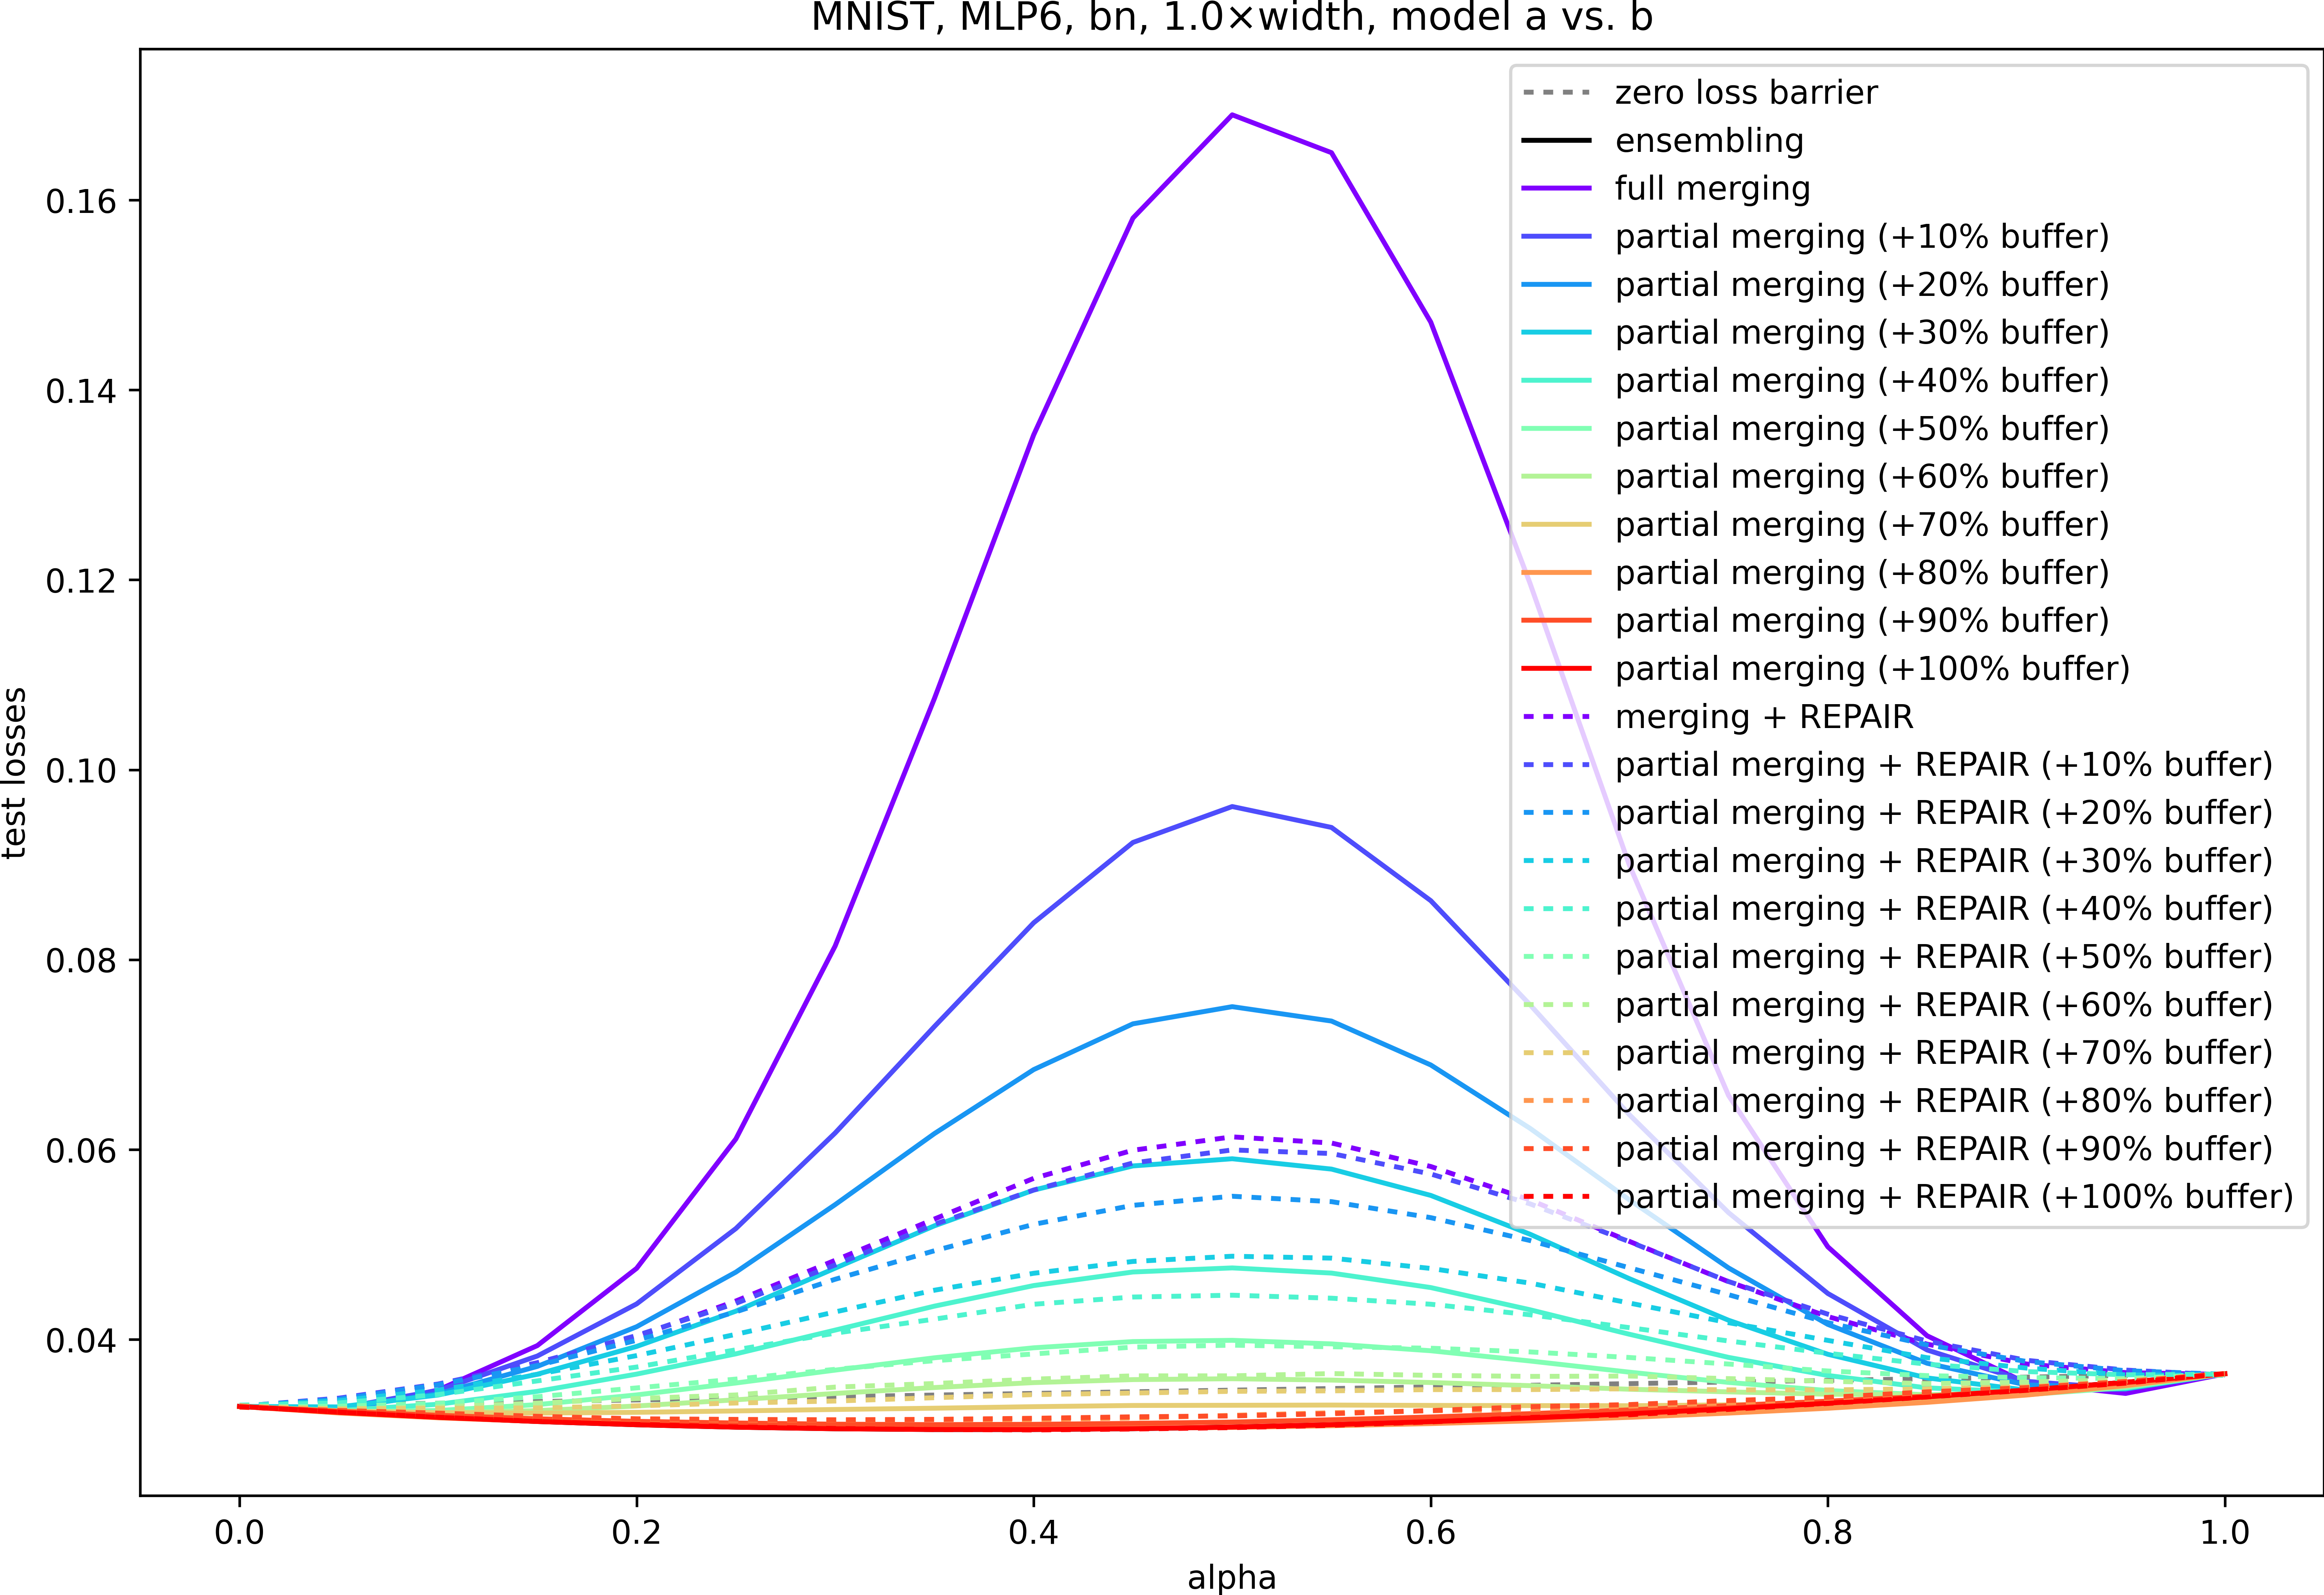 MNIST, MLP6, bn, 1.0×width, model a vs. b
zero loss barrier
ensembling
full merging
partial merging (+10% buffer)
partial merging (+20% buffer)
partial merging (+30% buffer)
partial merging (+40% buffer)
partial merging (+50% buffer)
partial merging (+60% buffer)
partial merging (+70% buffer)
partial merging (+80% buffer)
partial merging (+90% buffer)
partial merging (+100% buffer)
merging + REPAIR
partial merging + REPAIR (+10% buffer)
partial merging + REPAIR (+20% buffer)
partial merging + REPAIR (+30% buffer)
partial merging + REPAIR (+40% buffer)
partial merging + REPAIR (+50% buffer)
partial merging + REPAIR (+60% buffer)
partial merging + REPAIR (+70% buffer)
partial merging + REPAIR (+80% buffer)
partial merging + REPAIR (+90% buffer)
partial merging + REPAIR (+100% buffer)
test losses
0.16
0.14
0.12
0.10
0.08
0.06
0.04
0.0 0.2 0.4 0.6 0.8 1.0
alpha